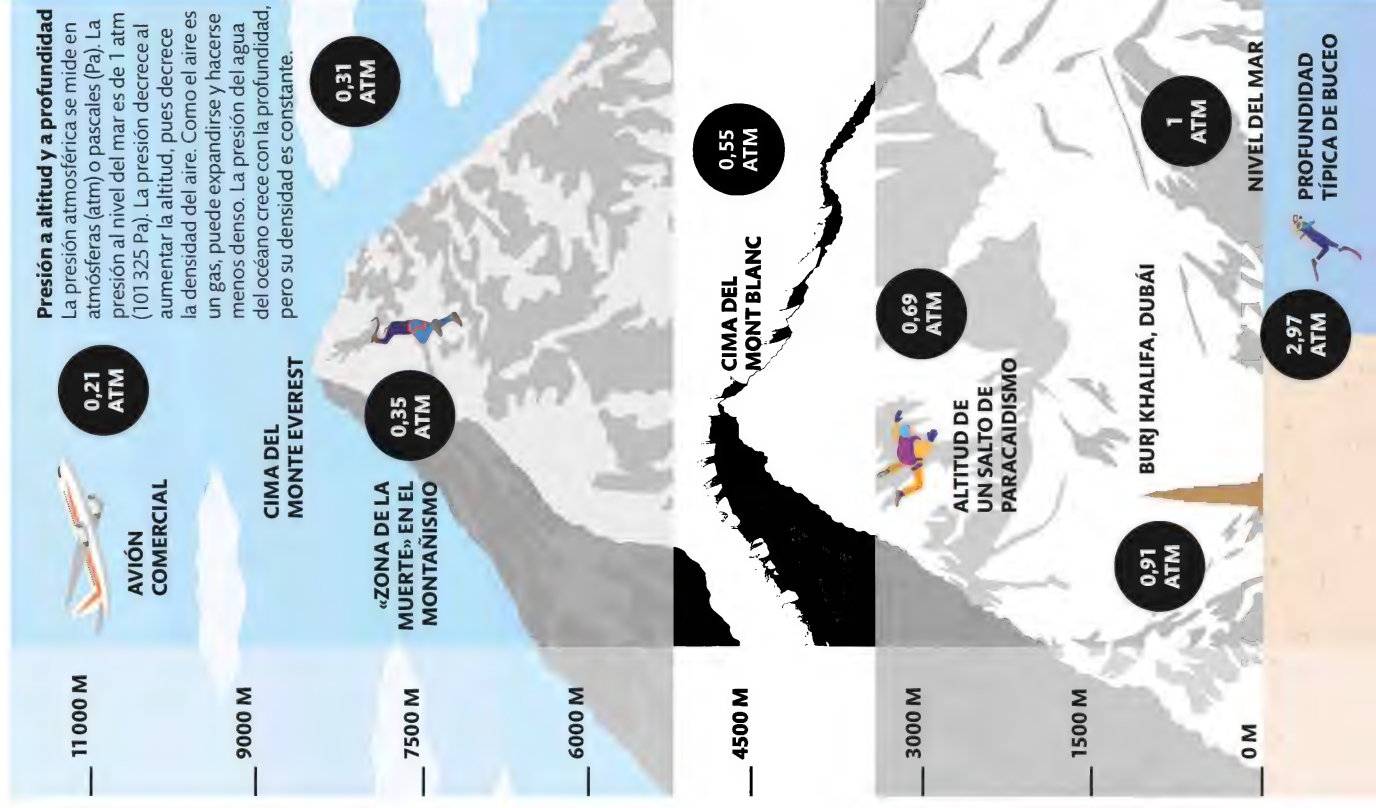 Presión a altitud y a profundidad
La presión atmosférica se mide en
atmósferas (atm) o pascales (Pa). La
presión al nivel del mar es de 1 atm
(101 325 Pa). La presión decrece al
aumentar la altitud, pues decrece
la densidad del aire. Como el aire es
un gas, puede expandirse y hacerse
menos denso. La presión del agua
del océano crece con la profundidad,
pero su densidad es constante.
11 000 M
AVIÓN
COMERCIAL
0,21
ATM
9000 M
CIMA DEL
MONTE EVEREST
0,31
ATM
7500 M
«ZONA DE LA
MUERTE» EN EL
MONTAÑISMO
0,35
ATM
6000 M
4500 M
CIMA DEL
MONT BLANC
0,55
ATM
3000 M
ALTITUD DE
UN SALTO DE
PARACAIDISMO
0,69
ATM
1500 M
0,91
ATM
BURJ KHALIFA, DUBÁI
1
ATM
0 M
NIVEL DEL MAR
2,97
ATM
PROFUNDIDAD
TÍPICA DE BUCEO